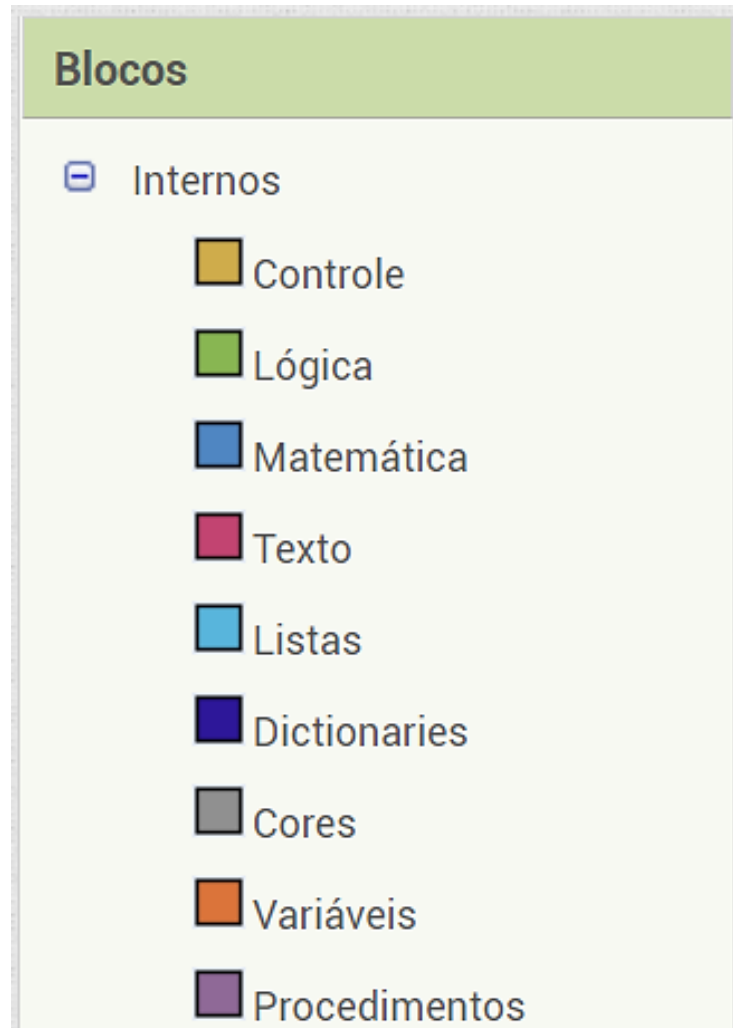 Blocos
Internos
Controle
Lógica
Matemática
Texto
Listas
Dictionaries
Cores
Variáveis
Procedimentos